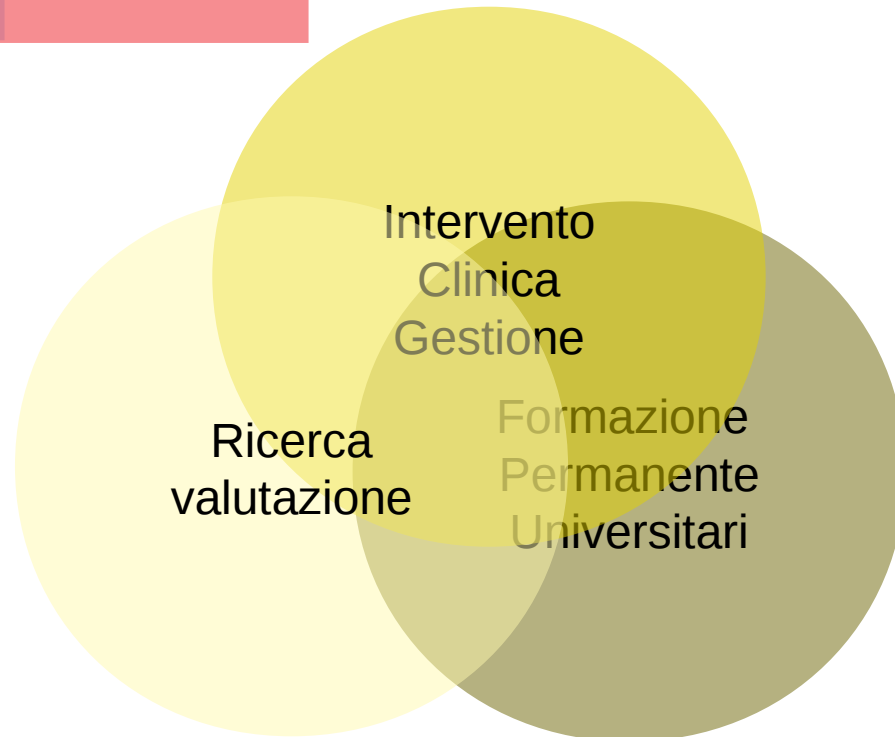 Intervento
Clinica
Gestione
Ricerca
valutazione
Formazione
Permanente
Universitari